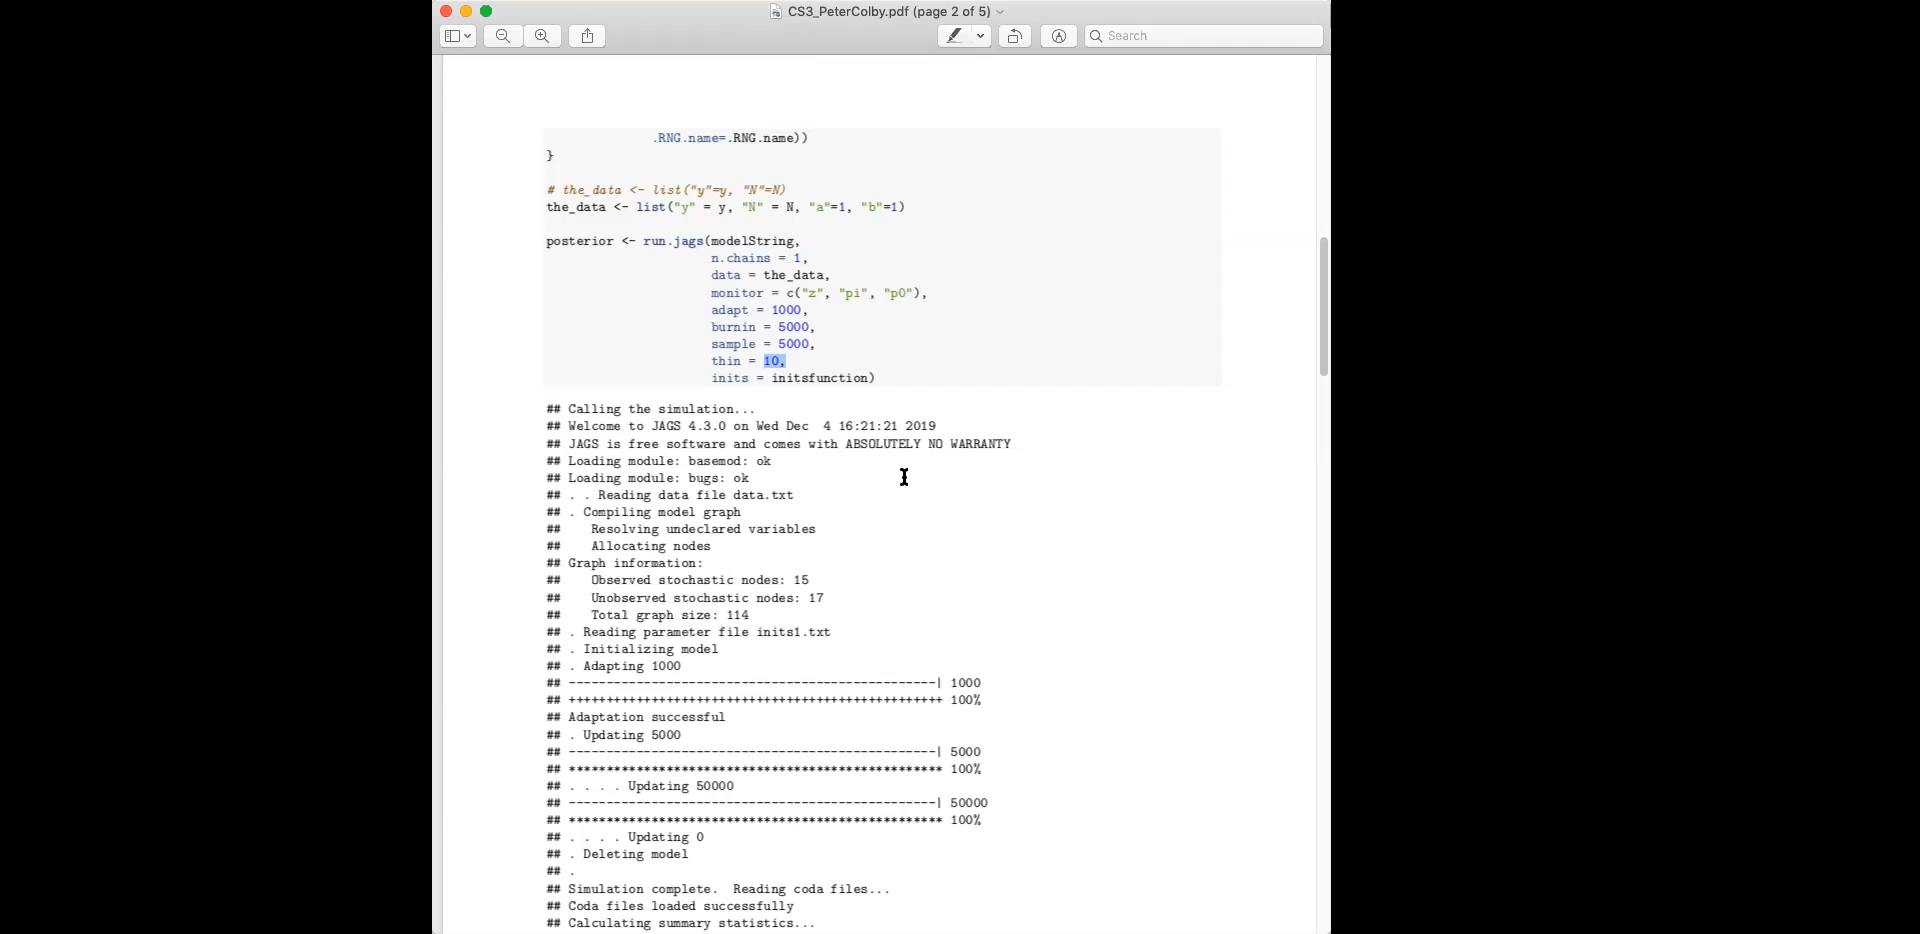 CS3_PeterColby.pdf (page 2 of 5)
Search
.RNG.name=.RNG.name))
}
# the_data <- list("y"=y, "N"=N)
the_data <- list("y" = y, "N" = N, "a"=1, "b"=1)
posterior <- run.jags(modelString,
n.chains = 1,
data = the_data,
monitor = c("z", "pi", "p0"),
adapt = 1000,
burnin = 5000,
sample = 5000,
thin = 10,
inits = initsfunction)
## Calling the simulation...
## Welcome to JAGS 4.3.0 on Wed Dec  4 16:21:21 2019
## JAGS is free software and comes with ABSOLUTELY NO WARRANTY
## Loading module: basemod: ok
## Loading module: bugs: ok
## . . Reading data file data.txt
## . Compiling model graph
##    Resolving undeclared variables
##    Allocating nodes
## Graph information:
##    Observed stochastic nodes: 15
##    Unobserved stochastic nodes: 17
##    Total graph size: 114
## . Reading parameter file inits1.txt
## . Initializing model
## . Adapting 1000
## -------------------------------------------------| 1000
## ++++++++++++++++++++++++++++++++++++++++++++++++++ 100%
## Adaptation successful
## . Updating 5000
## -------------------------------------------------| 5000
## ************************************************** 100%
## . . . . Updating 50000
## -------------------------------------------------| 50000
## ************************************************** 100%
## . . . . Updating 0
## . Deleting model
## .
## Simulation complete.  Reading coda files...
## Coda files loaded successfully
## Calculating summary statistics...